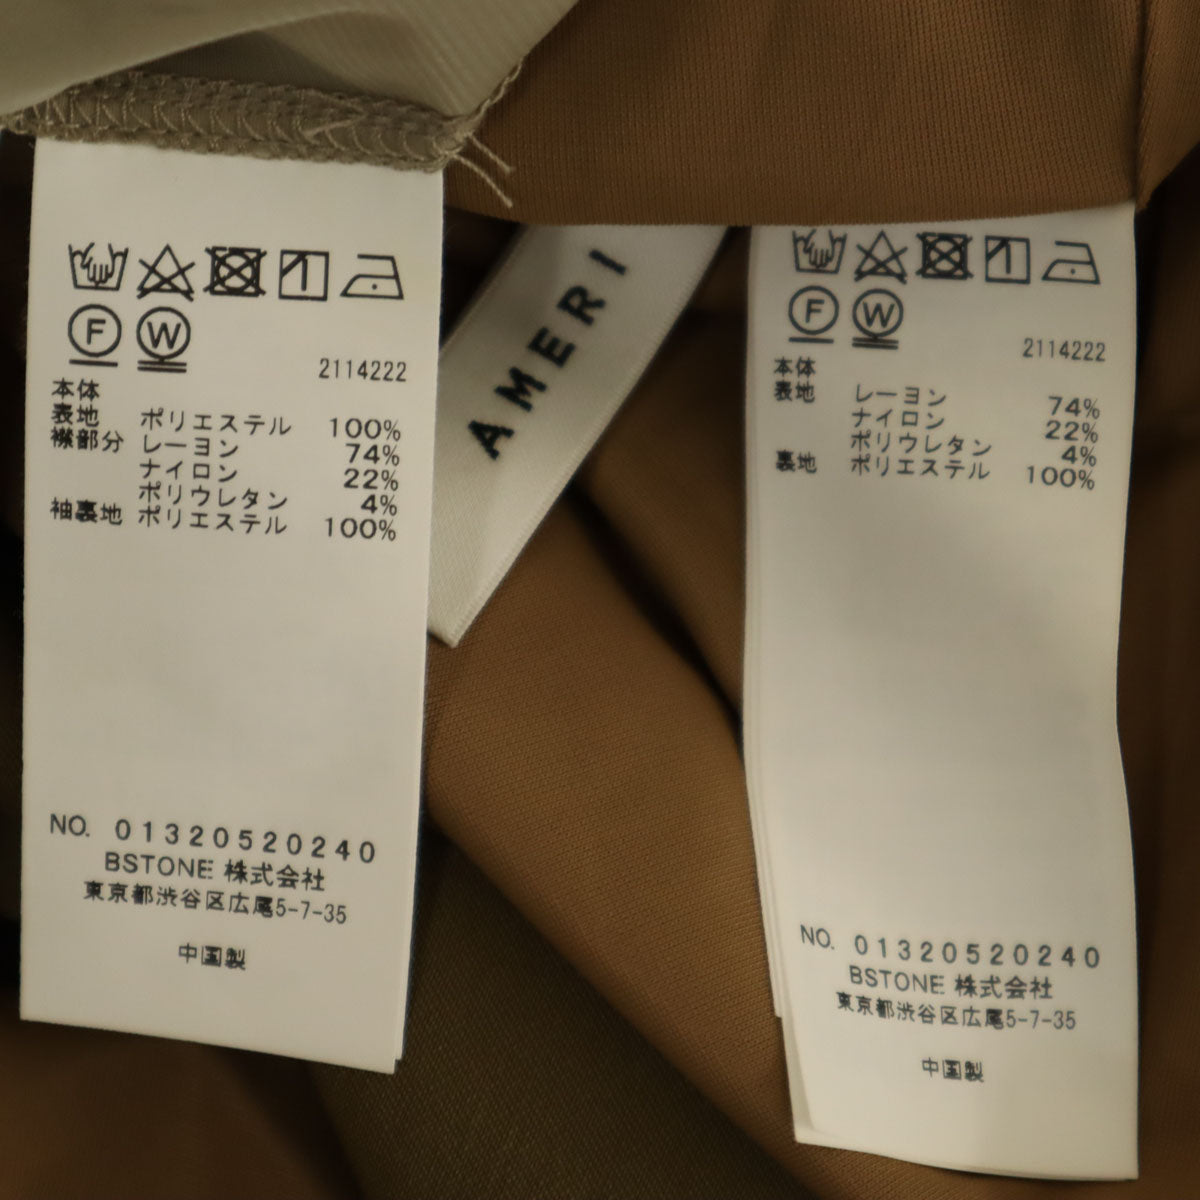 F W
2114222
本体
表地 ポリエステル 100%
襟部分 レーヨン 74%
ナイロン 22%
ポリウレタン 4%
袖裏地 ポリエステル 100%
NO. 01320520240
BSTONE 株式会社
東京都渋谷区広尾5-7-35
中国製
AMERI
F W
2114222
本体
表地 レーヨン 74%
ナイロン 22%
ポリウレタン 4%
裏地 ポリエステル 100%
NO. 01320520240
BSTONE 株式会社
東京都渋谷区広尾5-7-35
中国製